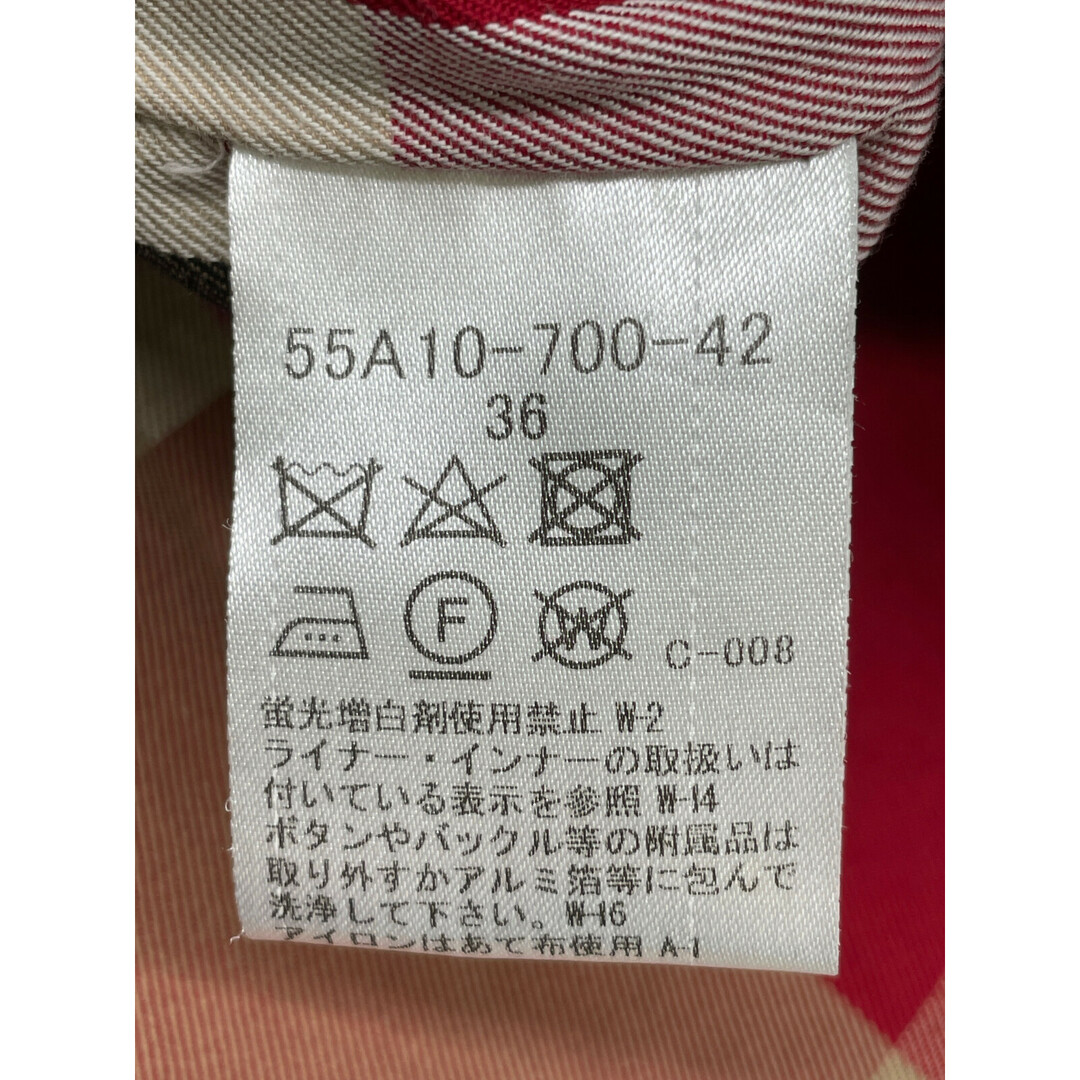 55A10-700-42
36
F
W
C-008
蛍光増白剤使用禁止 W-2
ライナー・インナーの取扱いは
付いている表示を参照 W-14
ボタンやバックル等の附属品は
取り外すかアルミ箔等に包んで
洗浄して下さい。W-16
アイロンはあて布使用 A-1